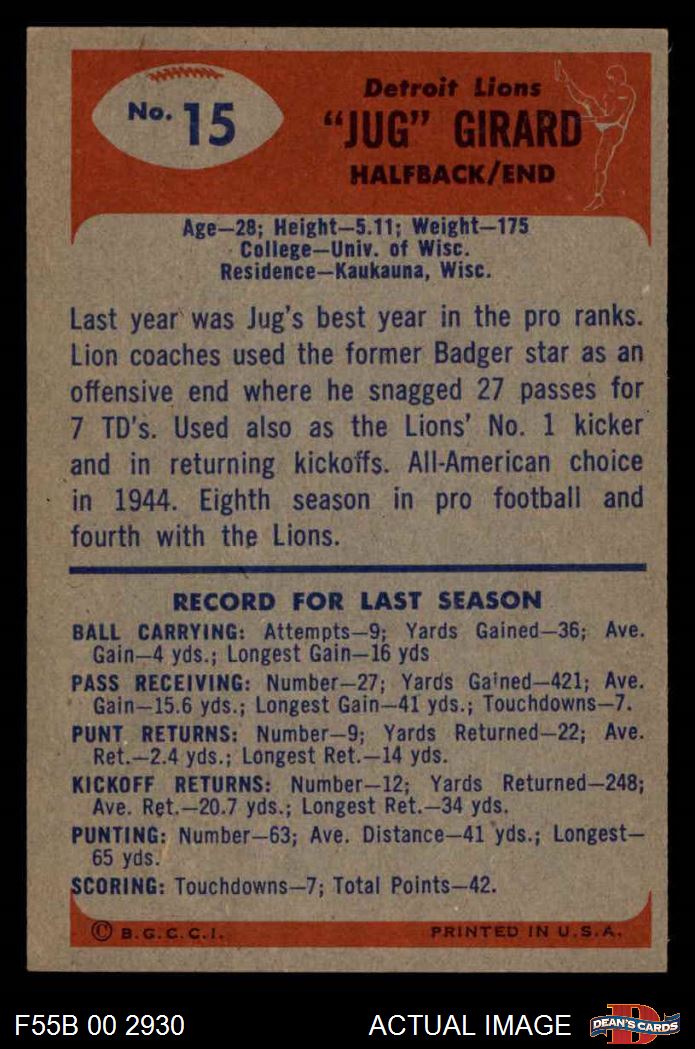 No. 15
Detroit Lions
"JUG" GIRARD
HALFBACK/END
Age—28; Height—5.11; Weight—175
College—Univ. of Wisc.
Residence—Kaukauna, Wisc.
Last year was Jug's best year in the pro ranks.
Lion coaches used the former Badger star as an
offensive end where he snagged 27 passes for
7 TD's. Used also as the Lions' No. 1 kicker
and in returning kickoffs. All-American choice
in 1944. Eighth season in pro football and
fourth with the Lions.
RECORD FOR LAST SEASON
BALL CARRYING: Attempts—9; Yards Gained—36; Ave.
Gain—4 yds.; Longest Gain—16 yds
PASS RECEIVING: Number—27; Yards Gained—421; Ave.
Gain—15.6 yds.; Longest Gain—41 yds.; Touchdowns—7.
PUNT RETURNS: Number—9; Yards Returned—22; Ave.
Ret.—2.4 yds.; Longest Ret.—14 yds.
KICKOFF RETURNS: Number—12; Yards Returned—248;
Ave. Ret.—20.7 yds.; Longest Ret.—34 yds.
PUNTING: Number—63; Ave. Distance—41 yds.; Longest—
65 yds.
SCORING: Touchdowns—7; Total Points—42.
© B.G.C.C.I. PRINTED IN U.S.A.
F55B 00 2930 ACTUAL IMAGE D DEAN'S CARDS